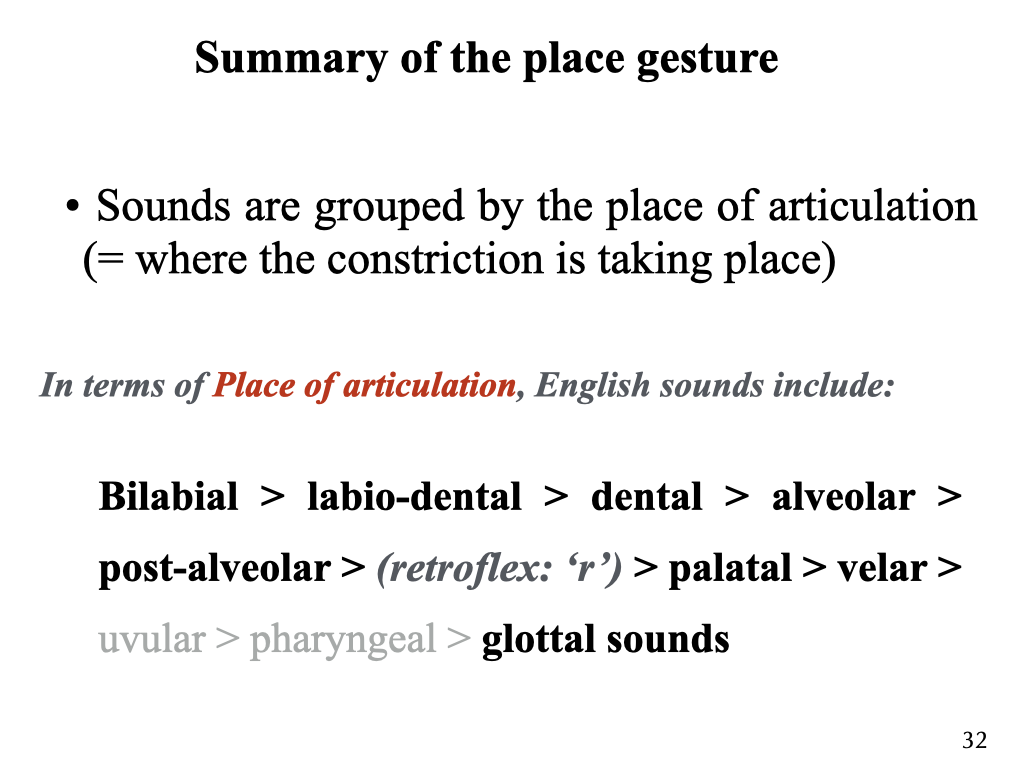 Summary of the place gesture
• Sounds are grouped by the place of articulation
(= where the constriction is taking place)
In terms of Place of articulation, English sounds include:
Bilabial > labio-dental > dental > alveolar >
post-alveolar > (retroflex: ‘r’) > palatal > velar >
uvular > pharyngeal > glottal sounds
32